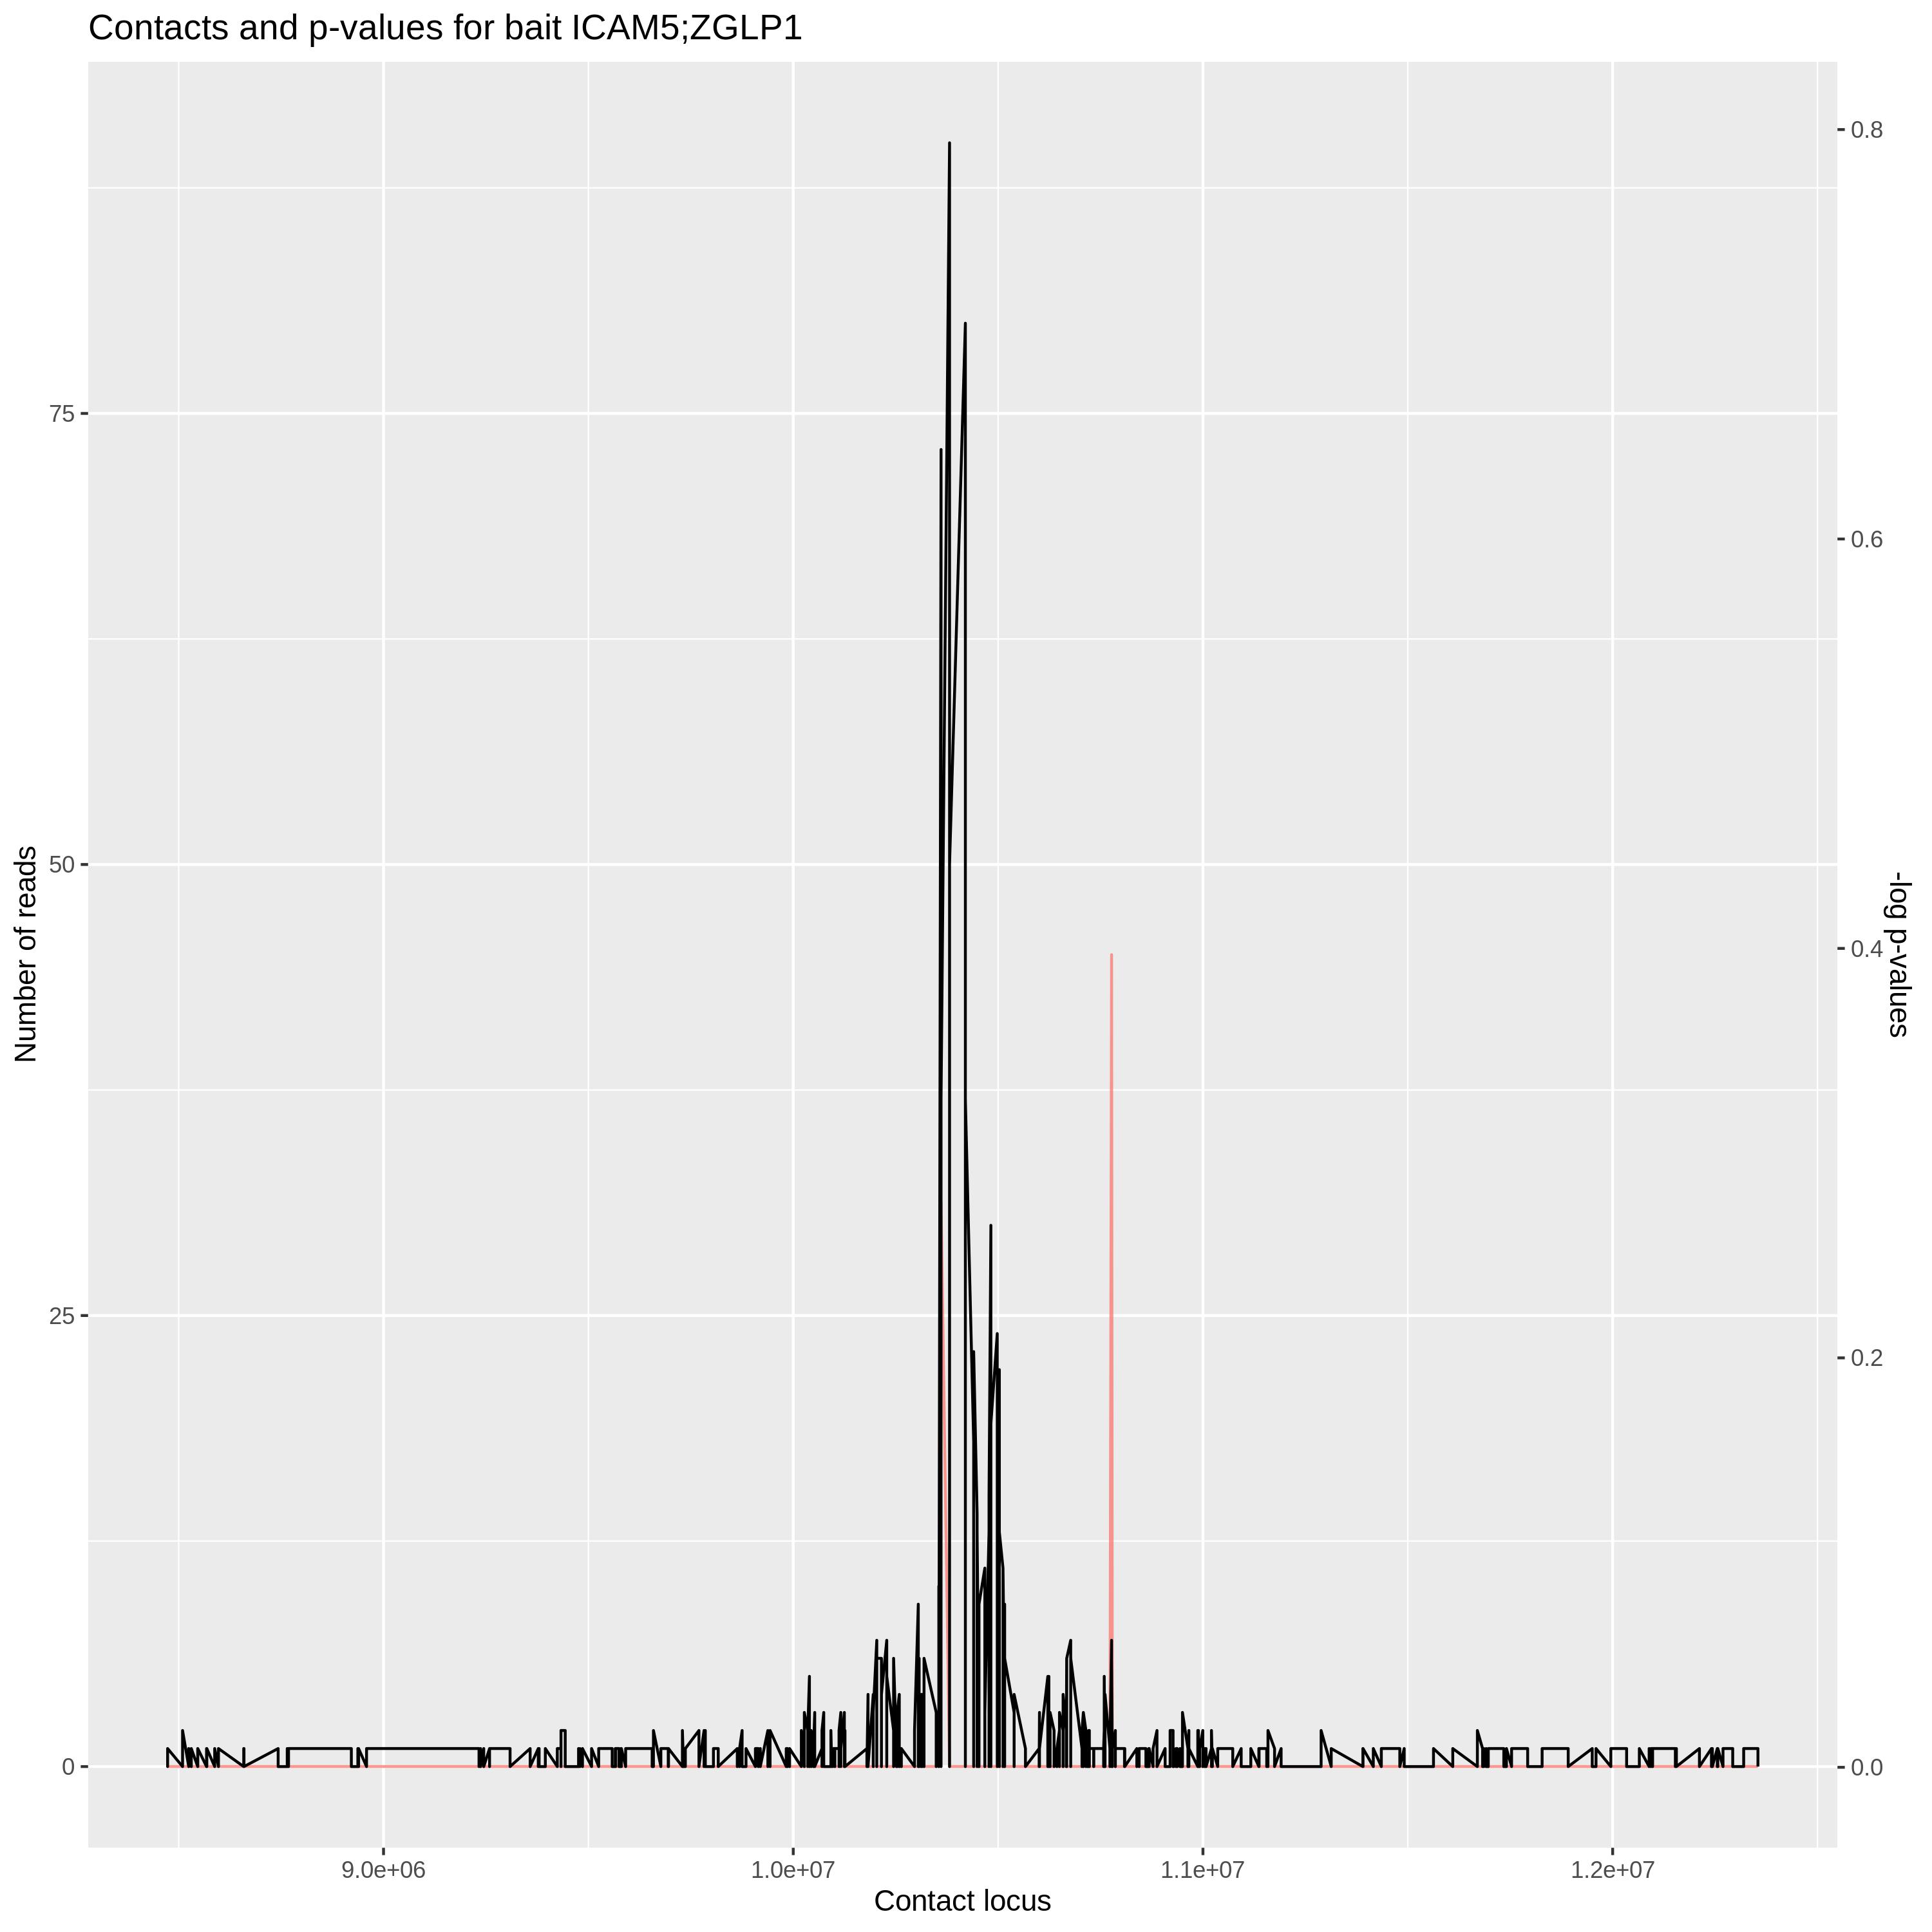 Contacts and p-values for bait ICAM5;ZGLP1
Number of reads
75
50
25
0
0.8
0.6
0.4
0.2
0.0
-log p-values
9.0e+06
1.0e+07
1.1e+07
1.2e+07
Contact locus